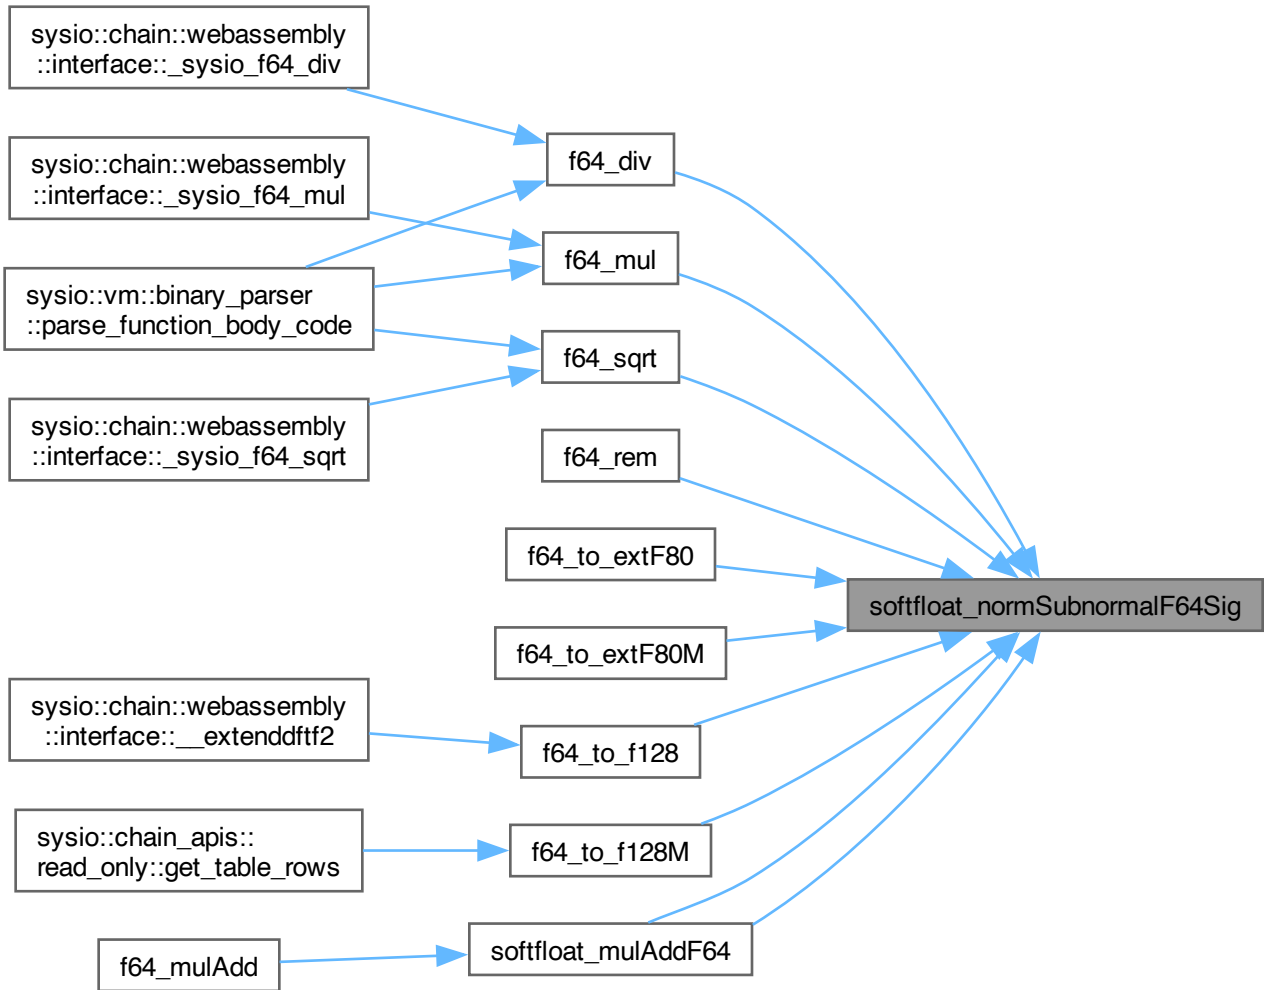 sysio::chain::webassembly
::interface::_sysio_f64_div
sysio::chain::webassembly
::interface::_sysio_f64_mul
sysio::vm::binary_parser
::parse_function_body_code
sysio::chain::webassembly
::interface::_sysio_f64_sqrt
sysio::chain::webassembly
::interface::__extenddftf2
sysio::chain_apis::
read_only::get_table_rows
f64_mulAdd
f64_div
f64_mul
f64_sqrt
f64_rem
f64_to_extF80
f64_to_extF80M
f64_to_f128
f64_to_f128M
softfloat_mulAddF64
softfloat_normSubnormalF64Sig